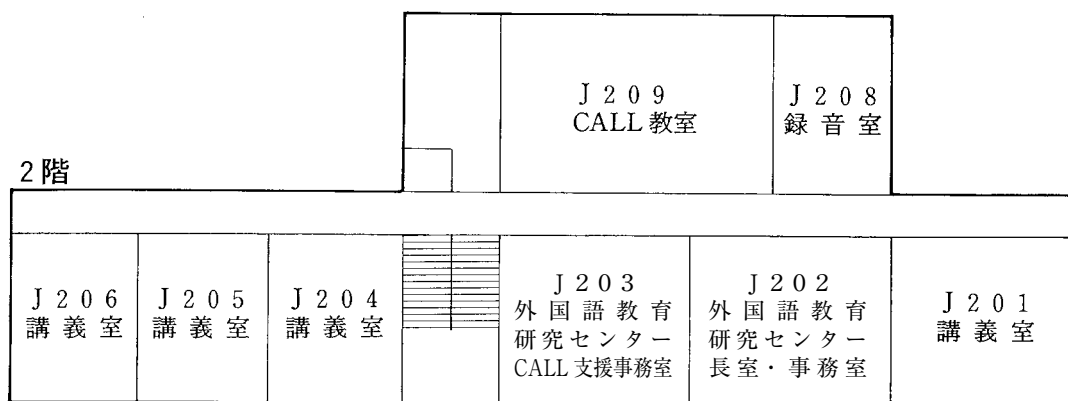 J209
CALL教室
J208
録音室
2階
J206
講義室
J205
講義室
J204
講義室
J203
外国語教育
研究センター
CALL支援事務室
J202
外国語教育
研究センター
長室・事務室
J201
講義室